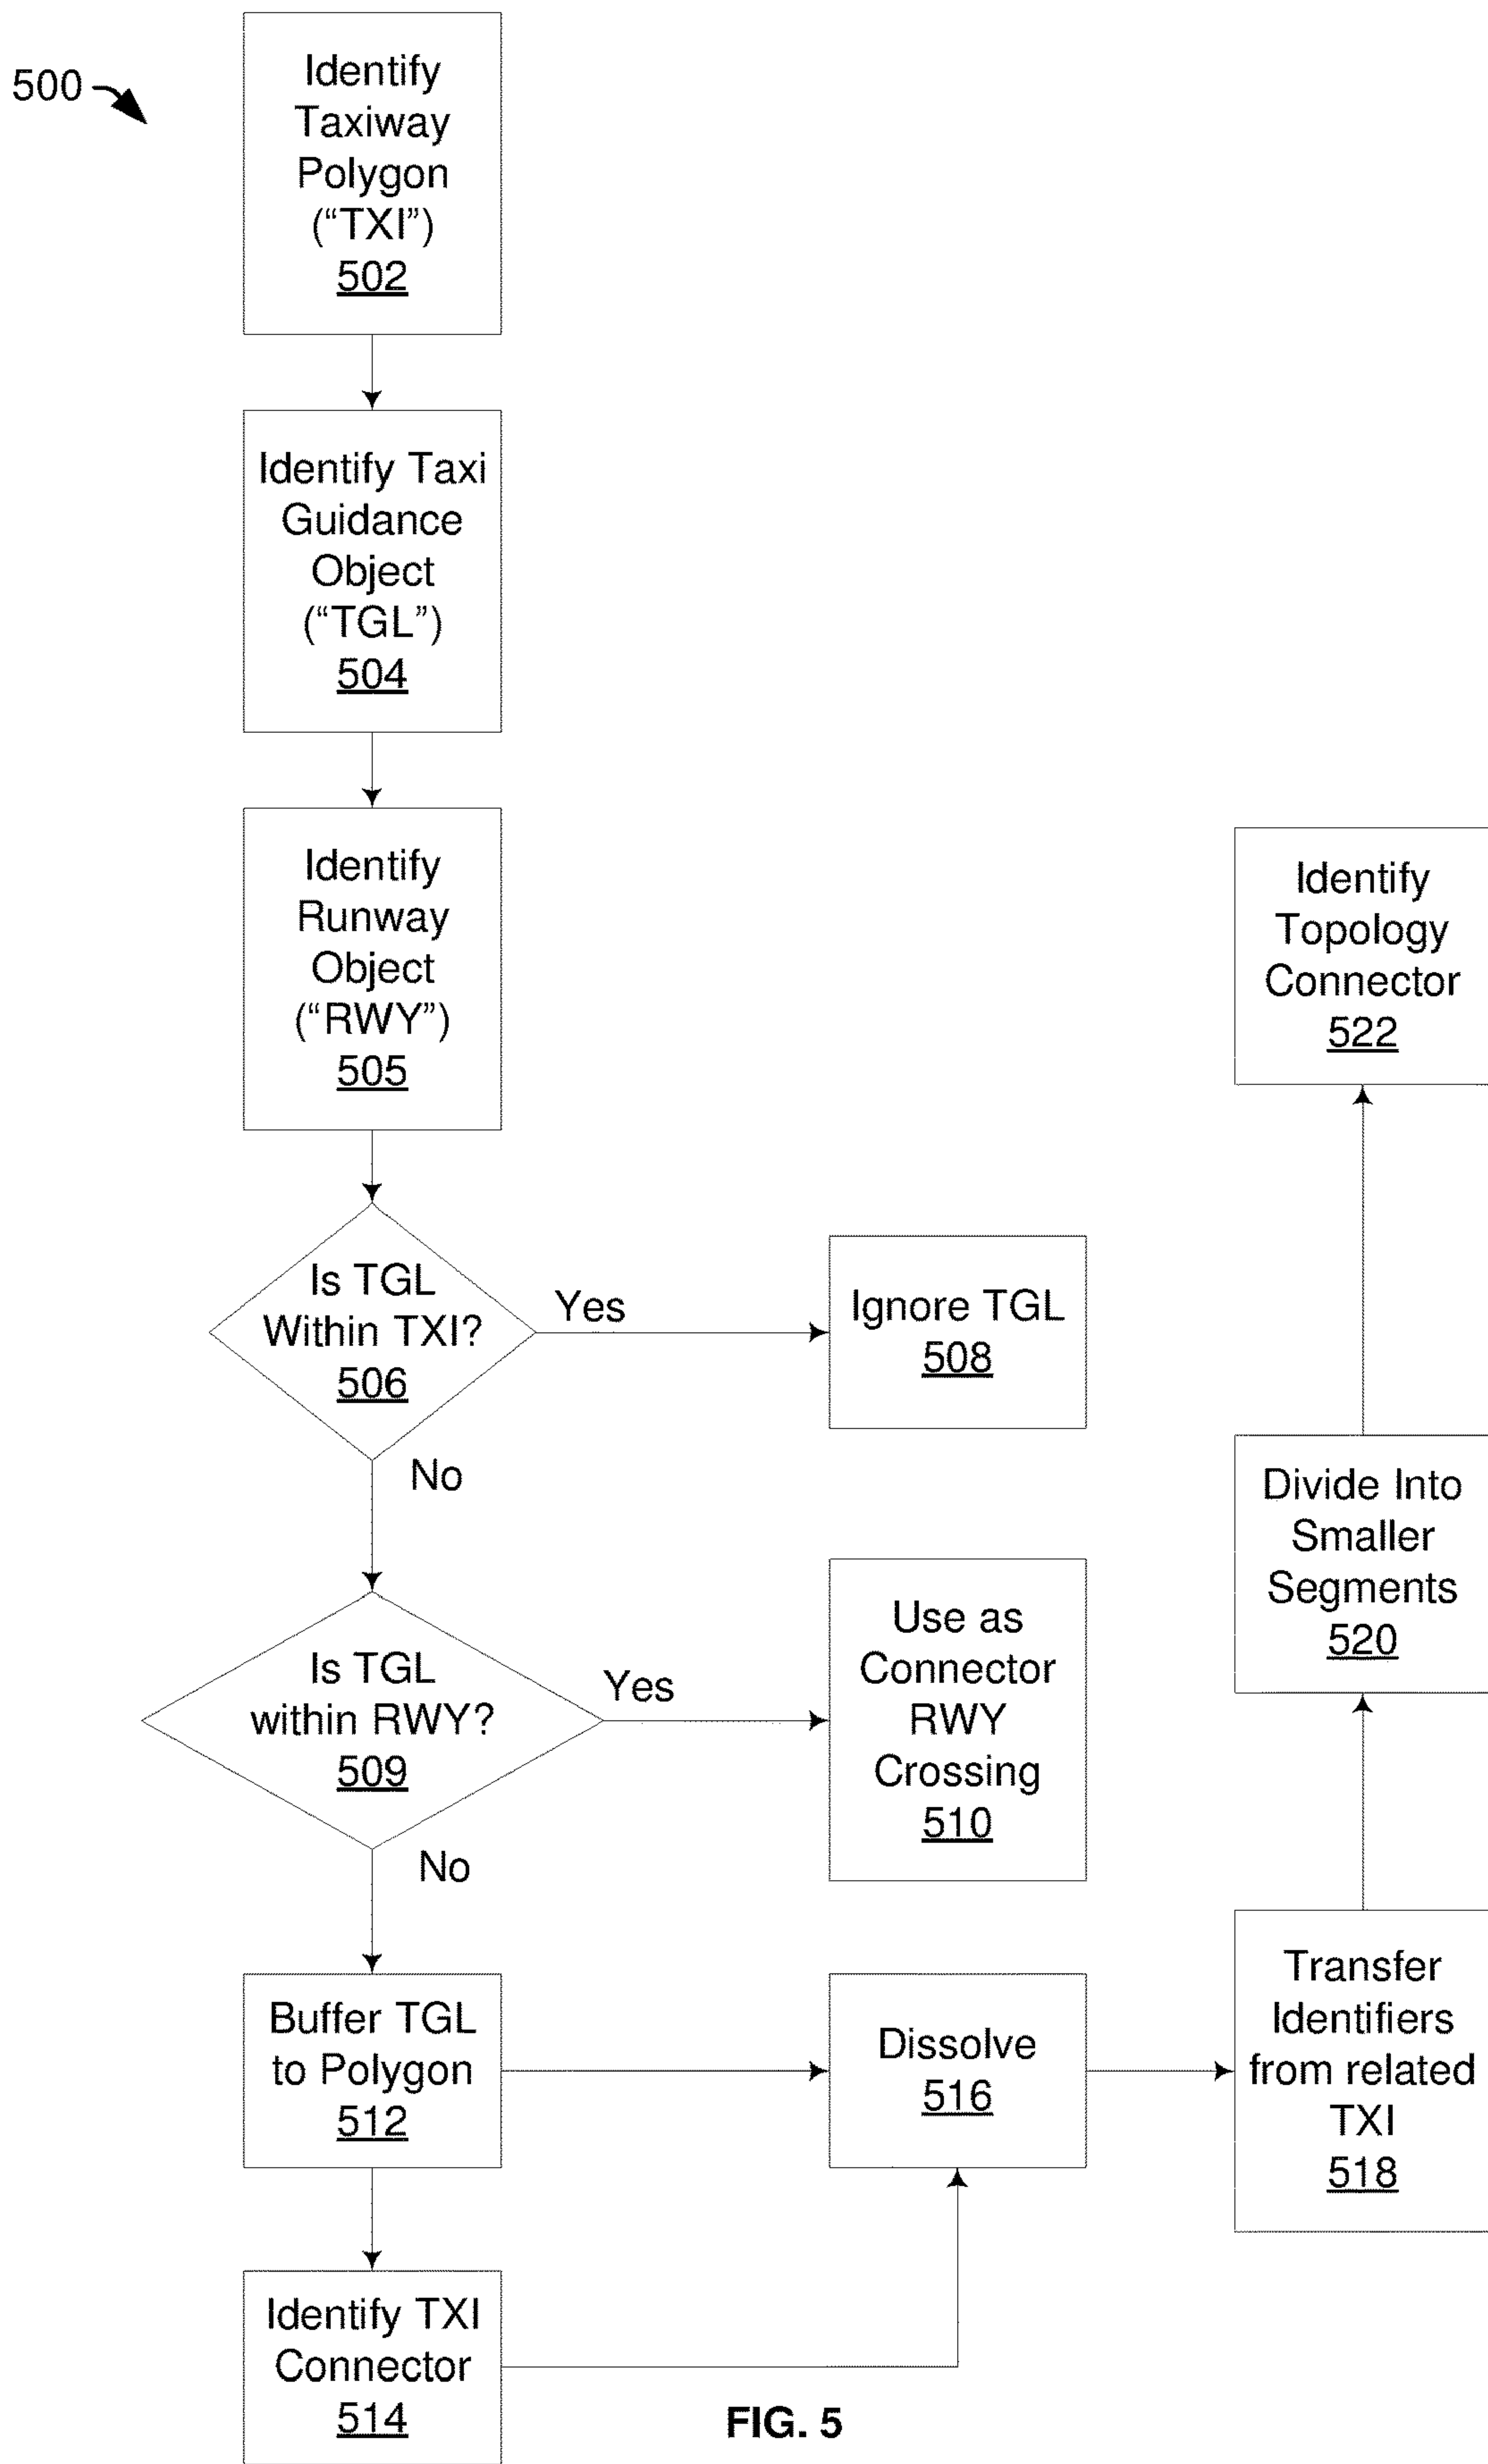 500
Identify
Taxiway
Polygon
(“TXI”)
502
Identify Taxi
Guidance
Object
(“TGL”)
504
Identify
Runway
Object
(“RWY”)
505
Is TGL
Within TXI?
506
Yes
Ignore TGL
508
No
Is TGL
within RWY?
509
Yes
Use as
Connector
RWY
Crossing
510
No
Buffer TGL
to Polygon
512
Identify TXI
Connector
514
Dissolve
516
Transfer
Identifiers
from related
TXI
518
Divide Into
Smaller
Segments
520
Identify
Topology
Connector
522
FIG. 5